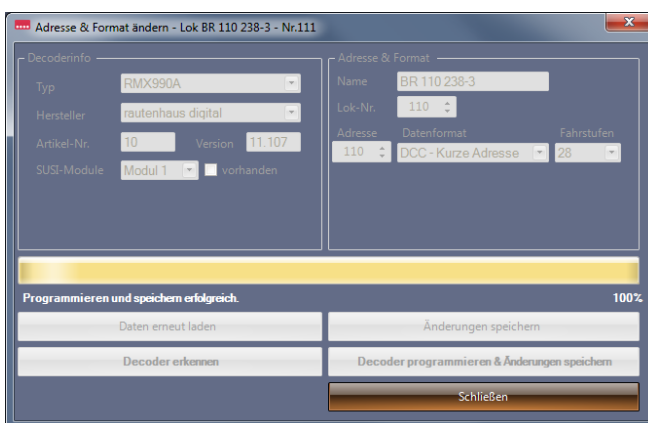 Adresse & Format ändern - Lok BR 110 238-3 - Nr.111
Decoderinfo
Typ RMX990A
Hersteller rautenhaus digital
Artikel-Nr. 10 Version 11.107
SUSI-Module Modul 1 vorhanden
Adresse & Format
Name BR 110 238-3
Lok-Nr. 110
Adresse Datenformat Fahrstufen
110 DCC - Kurze Adresse 28
Programmieren und speichern erfolgreich. 100%
Daten erneut laden Änderungen speichern
Decoder erkennen Decoder programmieren & Änderungen speichern
Schließen